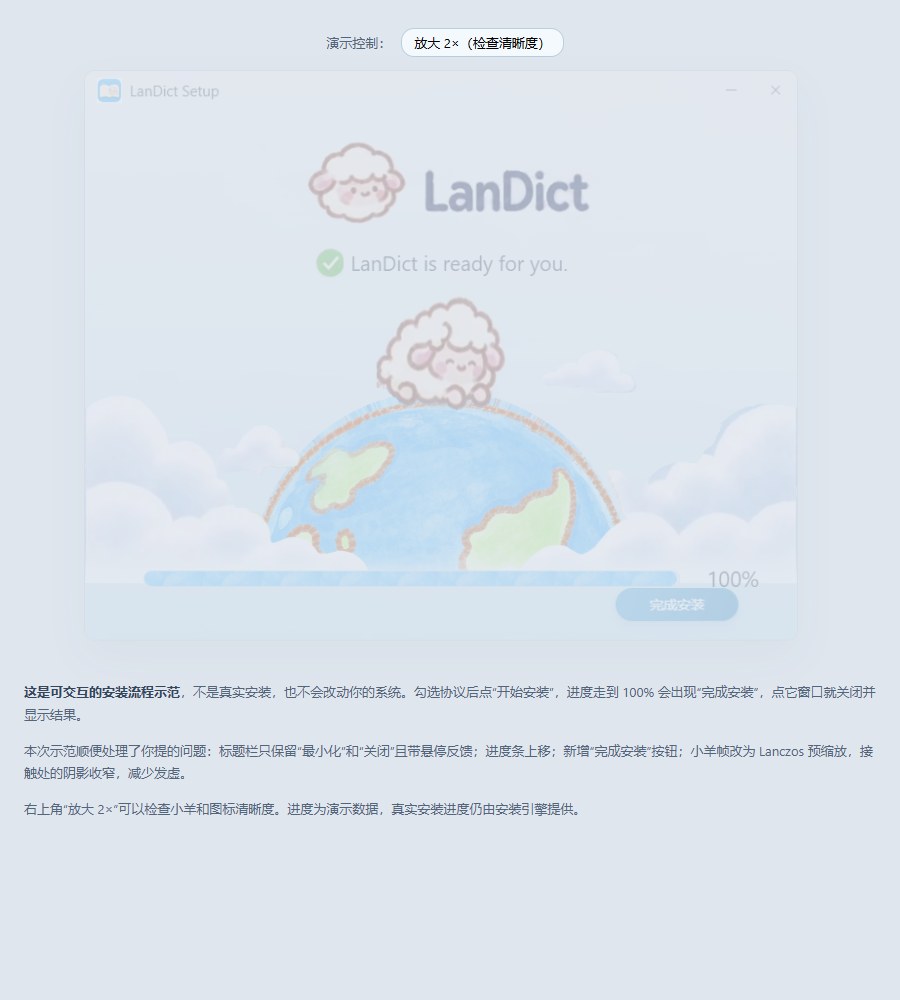 演示控制： 放大 2×（检查清晰度）
LanDict Setup
LanDict
LanDict is ready for you.
100%
完成安装
这是可交互的安装流程示范，不是真实安装，也不会改动你的系统。勾选协议后点“开始安装”，进度走到 100% 会出现“完成安装”，点它窗口就关闭并
显示结果。
本次示范顺便处理了你提的问题：标题栏只保留“最小化”和“关闭”且带悬停反馈；进度条上移；新增“完成安装”按钮；小羊帧改为 Lanczos 预缩放，接
触处的阴影收窄，减少发虚。
右上角“放大 2×”可以检查小羊和图标清晰度。进度为演示数据，真实安装进度仍由安装引擎提供。